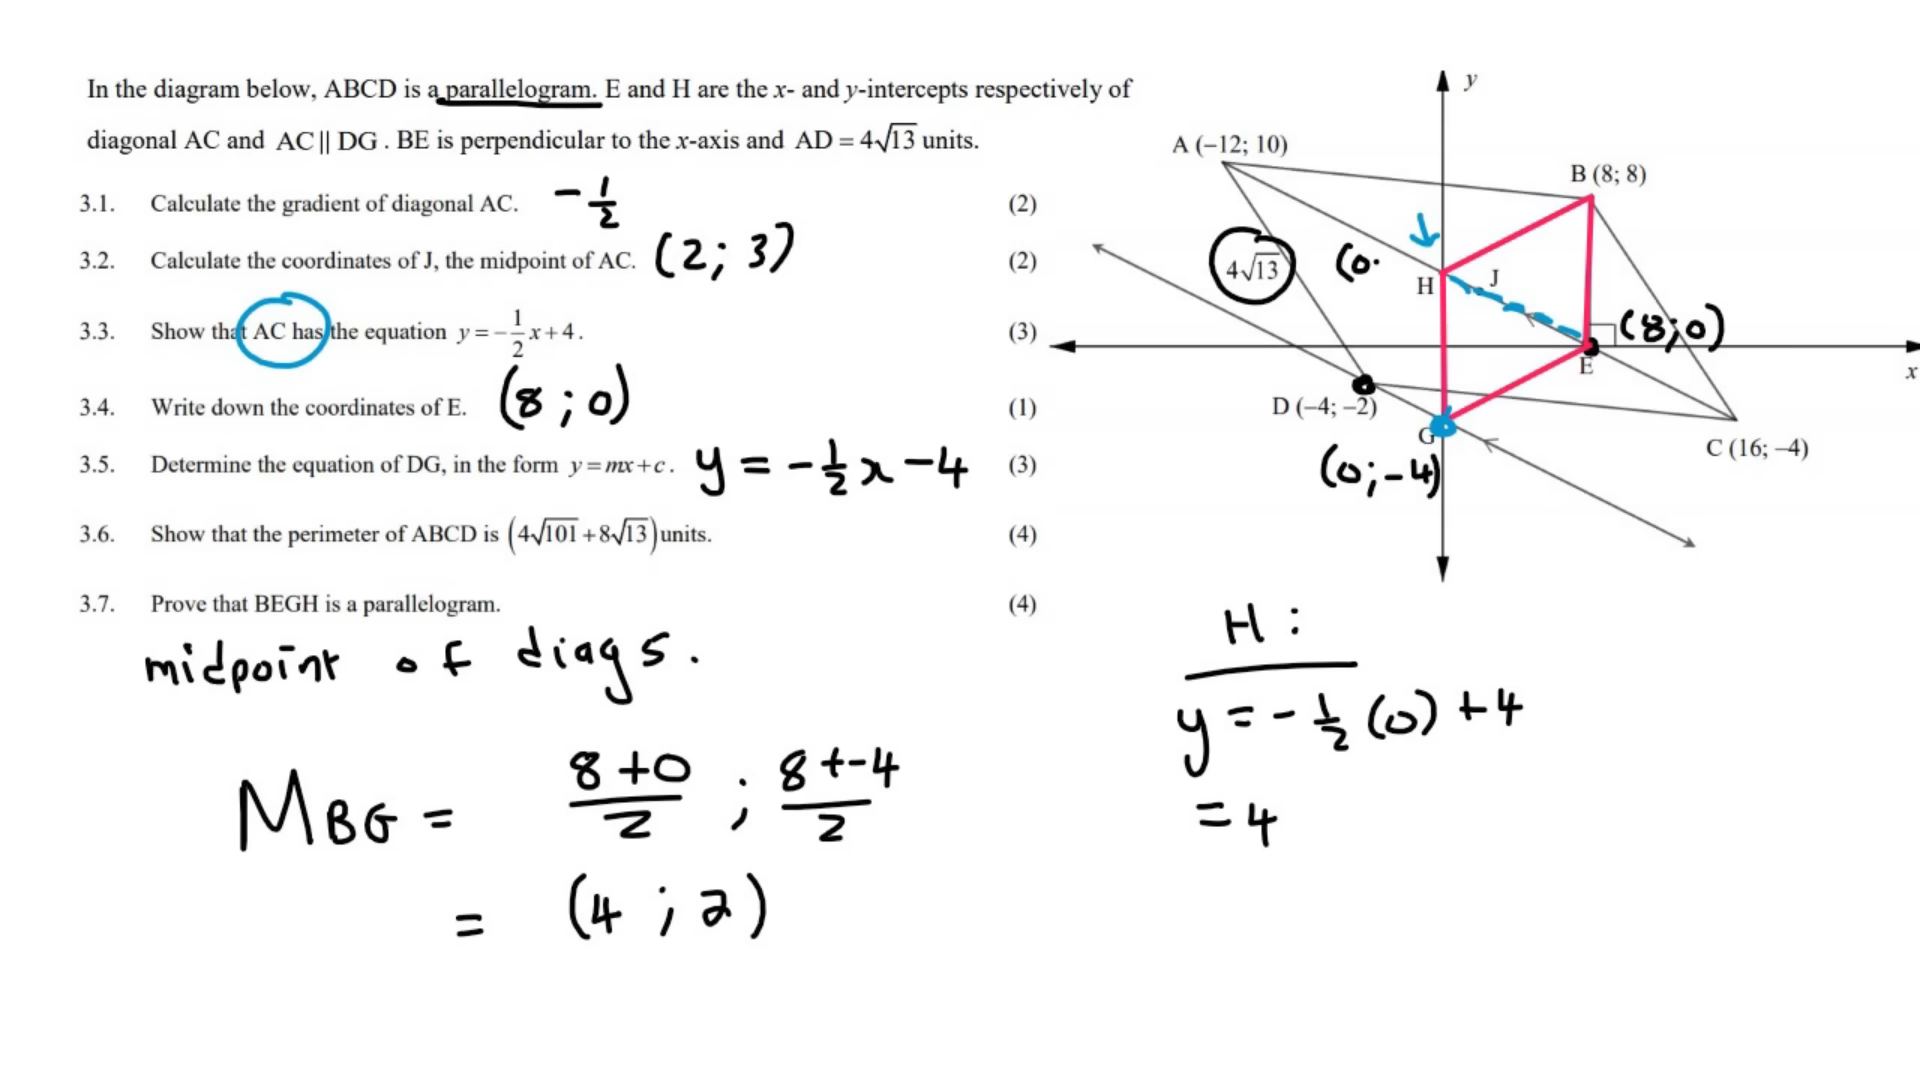 In the diagram below, ABCD is a parallelogram. E and H are the x- and y-intercepts respectively of
diagonal AC and AC || DG. BE is perpendicular to the x-axis and AD = 4√13 units.
3.1. Calculate the gradient of diagonal AC. -1/2 (2)
3.2. Calculate the coordinates of J, the midpoint of AC. (2; 3) (2)
3.3. Show that AC has the equation y = -1/2 x + 4. (3)
3.4. Write down the coordinates of E. (8 ; 0) (1)
3.5. Determine the equation of DG, in the form y = mx + c. y = -1/2 x - 4 (3)
3.6. Show that the perimeter of ABCD is (4√101 + 8√13) units. (4)
3.7. Prove that BEGH is a parallelogram. (4)
midpoint of diags.
M BG = 8+0/2 ; 8+-4/2
= (4 ; 2)
y
A (–12; 10)
B (8; 8)
4√13
(0·
H
J
(8;0)
E
x
D (–4; –2)
G
C (16; –4)
(0;-4)
H :
y = -1/2 (0) +4
= 4